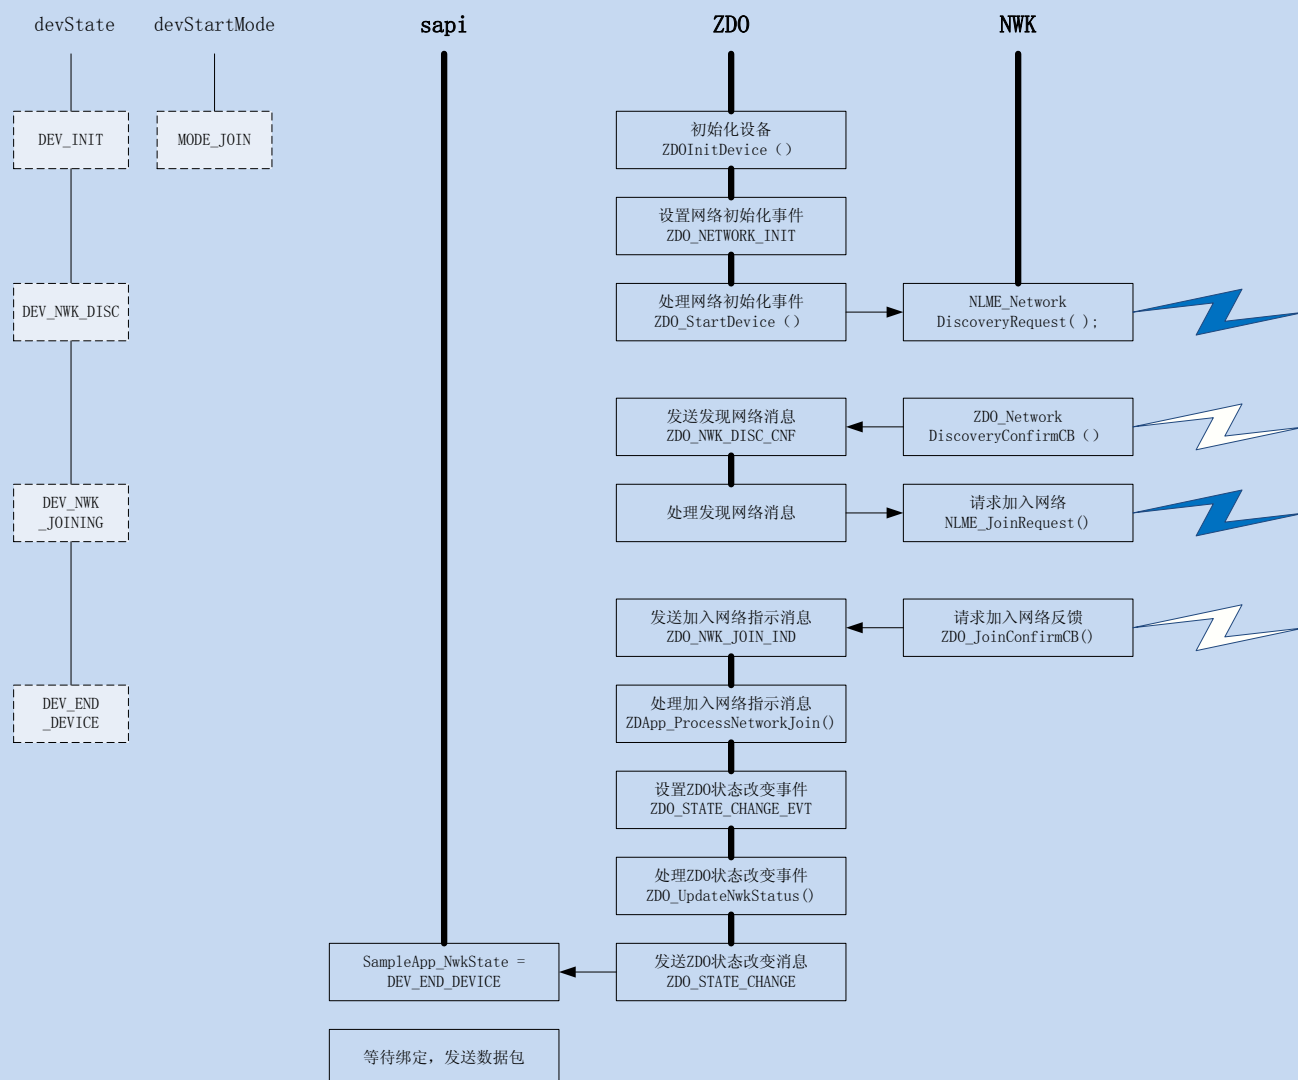 devState
devStartMode
sapi
ZDO
NWK
DEV_INIT
MODE_JOIN
初始化设备
ZDOInitDevice（）
设置网络初始化事件
ZDO_NETWORK_INIT
DEV_NWK_DISC
处理网络初始化事件
ZDO_StartDevice（）
NLME_Network
DiscoveryRequest( );
发送发现网络消息
ZDO_NWK_DISC_CNF
ZDO_Network
DiscoveryConfirmCB（）
DEV_NWK
_JOINING
处理发现网络消息
请求加入网络
NLME_JoinRequest()
发送加入网络指示消息
ZDO_NWK_JOIN_IND
请求加入网络反馈
ZDO_JoinConfirmCB()
DEV_END
_DEVICE
处理加入网络指示消息
ZDApp_ProcessNetworkJoin()
设置ZDO状态改变事件
ZDO_STATE_CHANGE_EVT
处理ZDO状态改变事件
ZDO_UpdateNwkStatus()
SampleApp_NwkState =
DEV_END_DEVICE
发送ZDO状态改变消息
ZDO_STATE_CHANGE
等待绑定，发送数据包